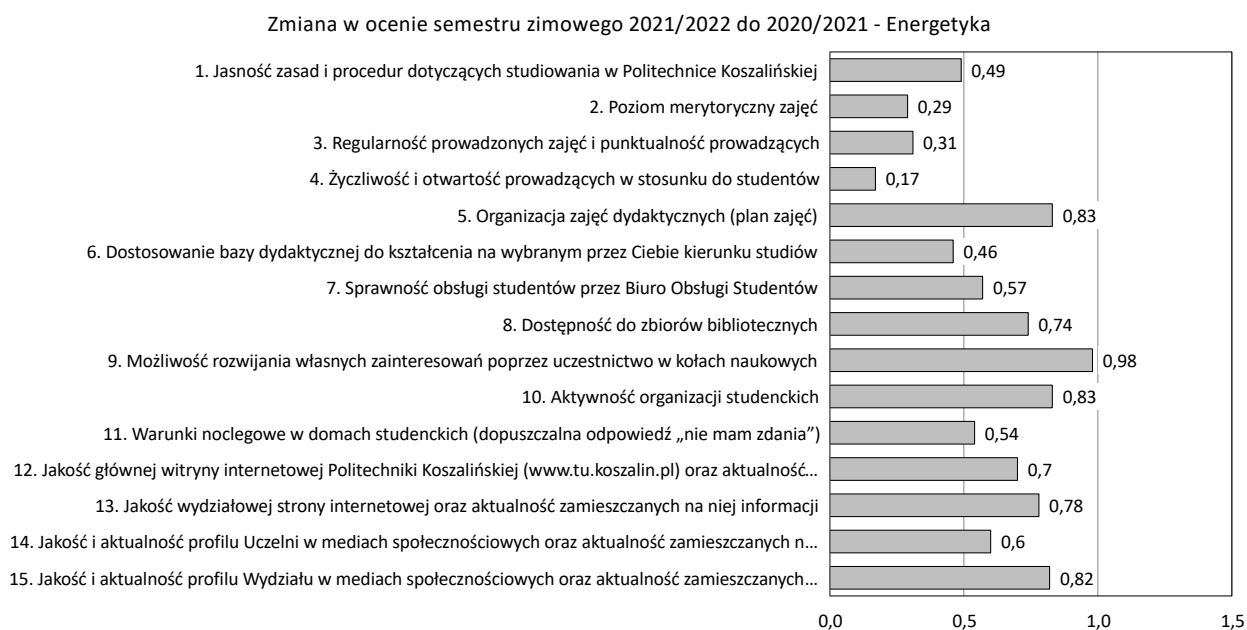 Zmiana w ocenie semestru zimowego 2021/2022 do 2020/2021 - Energetyka
1. Jasność zasad i procedur dotyczących studiowania w Politechnice Koszalińskiej 0,49
2. Poziom merytoryczny zajęć 0,29
3. Regularność prowadzonych zajęć i punktualność prowadzących 0,31
4. Życzliwość i otwartość prowadzących w stosunku do studentów 0,17
5. Organizacja zajęć dydaktycznych (plan zajęć) 0,83
6. Dostosowanie bazy dydaktycznej do kształcenia na wybranym przez Ciebie kierunku studiów 0,46
7. Sprawność obsługi studentów przez Biuro Obsługi Studentów 0,57
8. Dostępność do zbiorów bibliotecznych 0,74
9. Możliwość rozwijania własnych zainteresowań poprzez uczestnictwo w kołach naukowych 0,98
10. Aktywność organizacji studenckich 0,83
11. Warunki noclegowe w domach studenckich (dopuszczalna odpowiedź „nie mam zdania”) 0,54
12. Jakość głównej witryny internetowej Politechniki Koszalińskiej (www.tu.koszalin.pl) oraz aktualność... 0,7
13. Jakość wydziałowej strony internetowej oraz aktualność zamieszczanych na niej informacji 0,78
14. Jakość i aktualność profilu Uczelni w mediach społecznościowych oraz aktualność zamieszczanych n... 0,6
15. Jakość i aktualność profilu Wydziału w mediach społecznościowych oraz aktualność zamieszczanych... 0,82
0,0 0,5 1,0 1,5